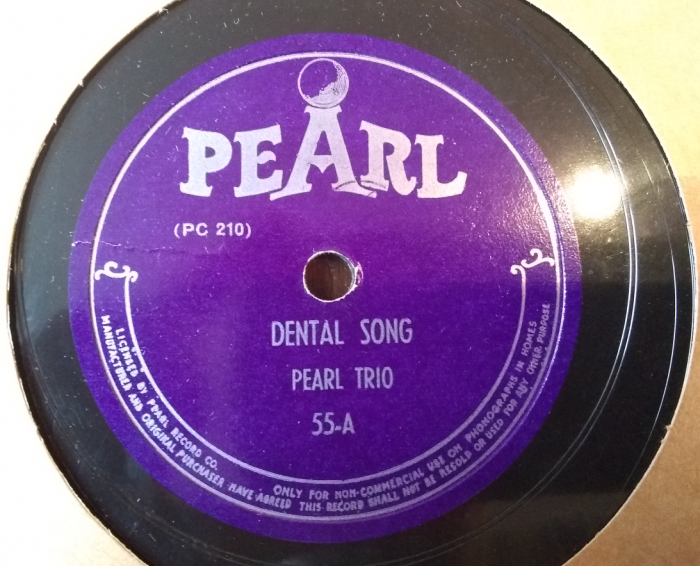 PEARL
(PC 210)
DENTAL SONG
PEARL TRIO
55-A
LICENSED BY PEARL RECORD CO. ONLY FOR NON-COMMERCIAL USE ON PHONOGRAPHS IN HOMES
MANUFACTURER AND ORIGINAL PURCHASER HAVE AGREED THIS RECORD SHALL NOT BE RESOLD OR USED FOR ANY OTHER PURPOSE